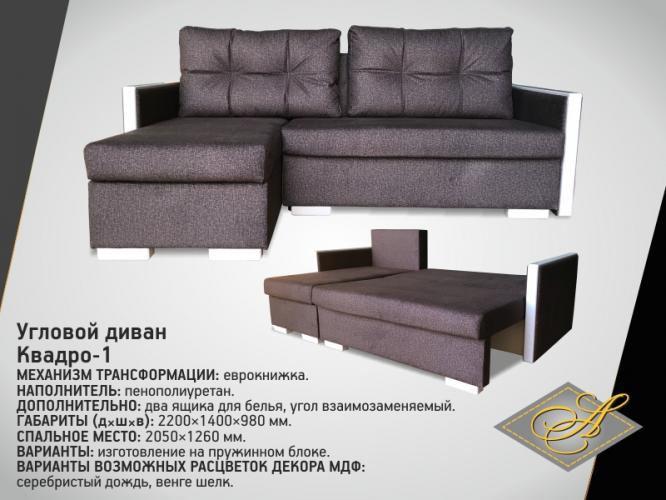 Угловой диван
Квадро-1
МЕХАНИЗМ ТРАНСФОРМАЦИИ: еврокнижка.
НАПОЛНИТЕЛЬ: пенополиуретан.
ДОПОЛНИТЕЛЬНО: два ящика для белья, угол взаимозаменяемый.
ГАБАРИТЫ (д×ш×в): 2200×1400×980 мм.
СПАЛЬНОЕ МЕСТО: 2050×1260 мм.
ВАРИАНТЫ: изготовление на пружинном блоке.
ВАРИАНТЫ ВОЗМОЖНЫХ РАСЦВЕТОК ДЕКОРА МДФ:
серебристый дождь, венге шелк.
A